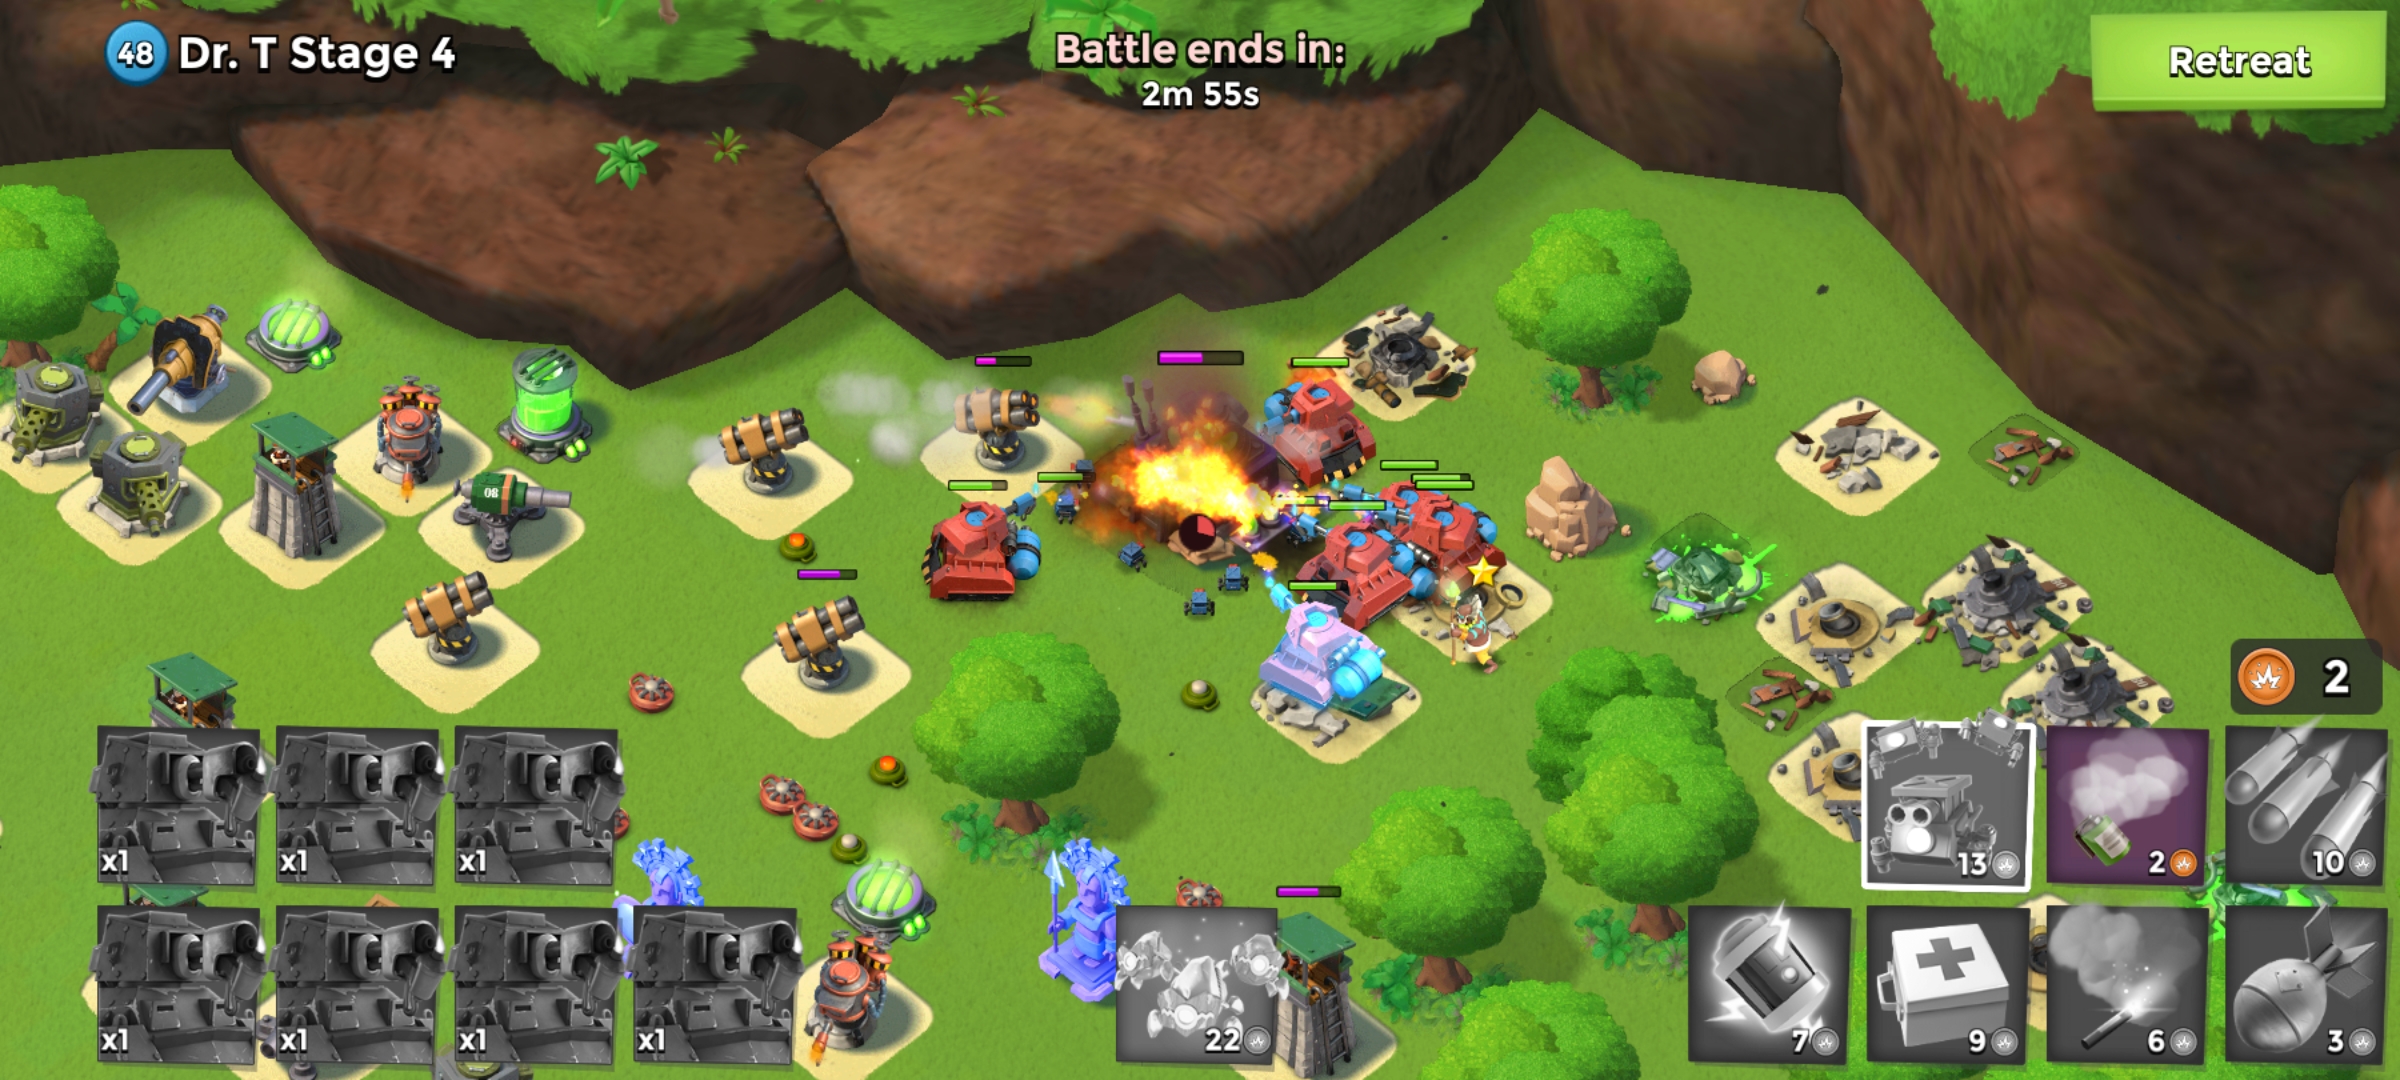 48 Dr. T Stage 4
Battle ends in:
2m 55s
Retreat
08
2
x1 x1 x1
13 2 10
x1 x1 x1 x1
22 7 9 6 3